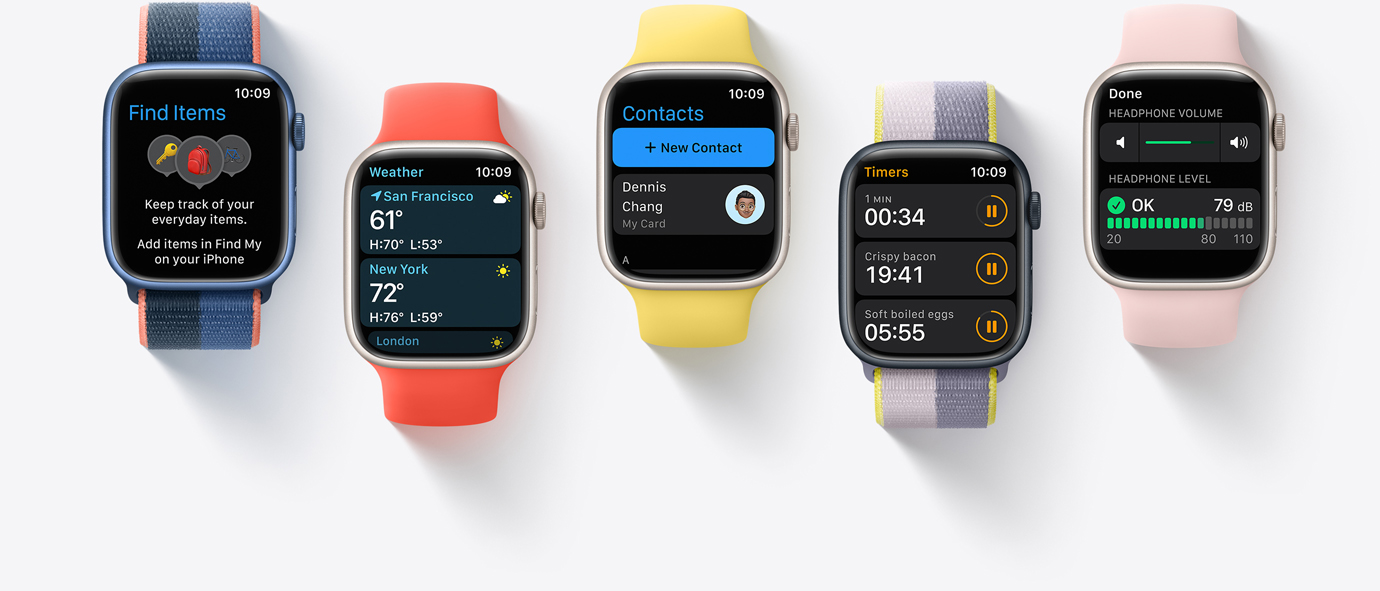 10:09
Find Items
Keep track of your
everyday items.
Add items in Find My
on your iPhone
Weather 10:09
San Francisco
61°
H:70° L:53°
New York
72°
H:76° L:59°
London
10:09
Contacts
+ New Contact
Dennis
Chang
My Card
A
Timers 10:09
1 MIN
00:34
Crispy bacon
19:41
Soft boiled eggs
05:55
Done
HEADPHONE VOLUME
HEADPHONE LEVEL
OK 79 dB
20 80 110